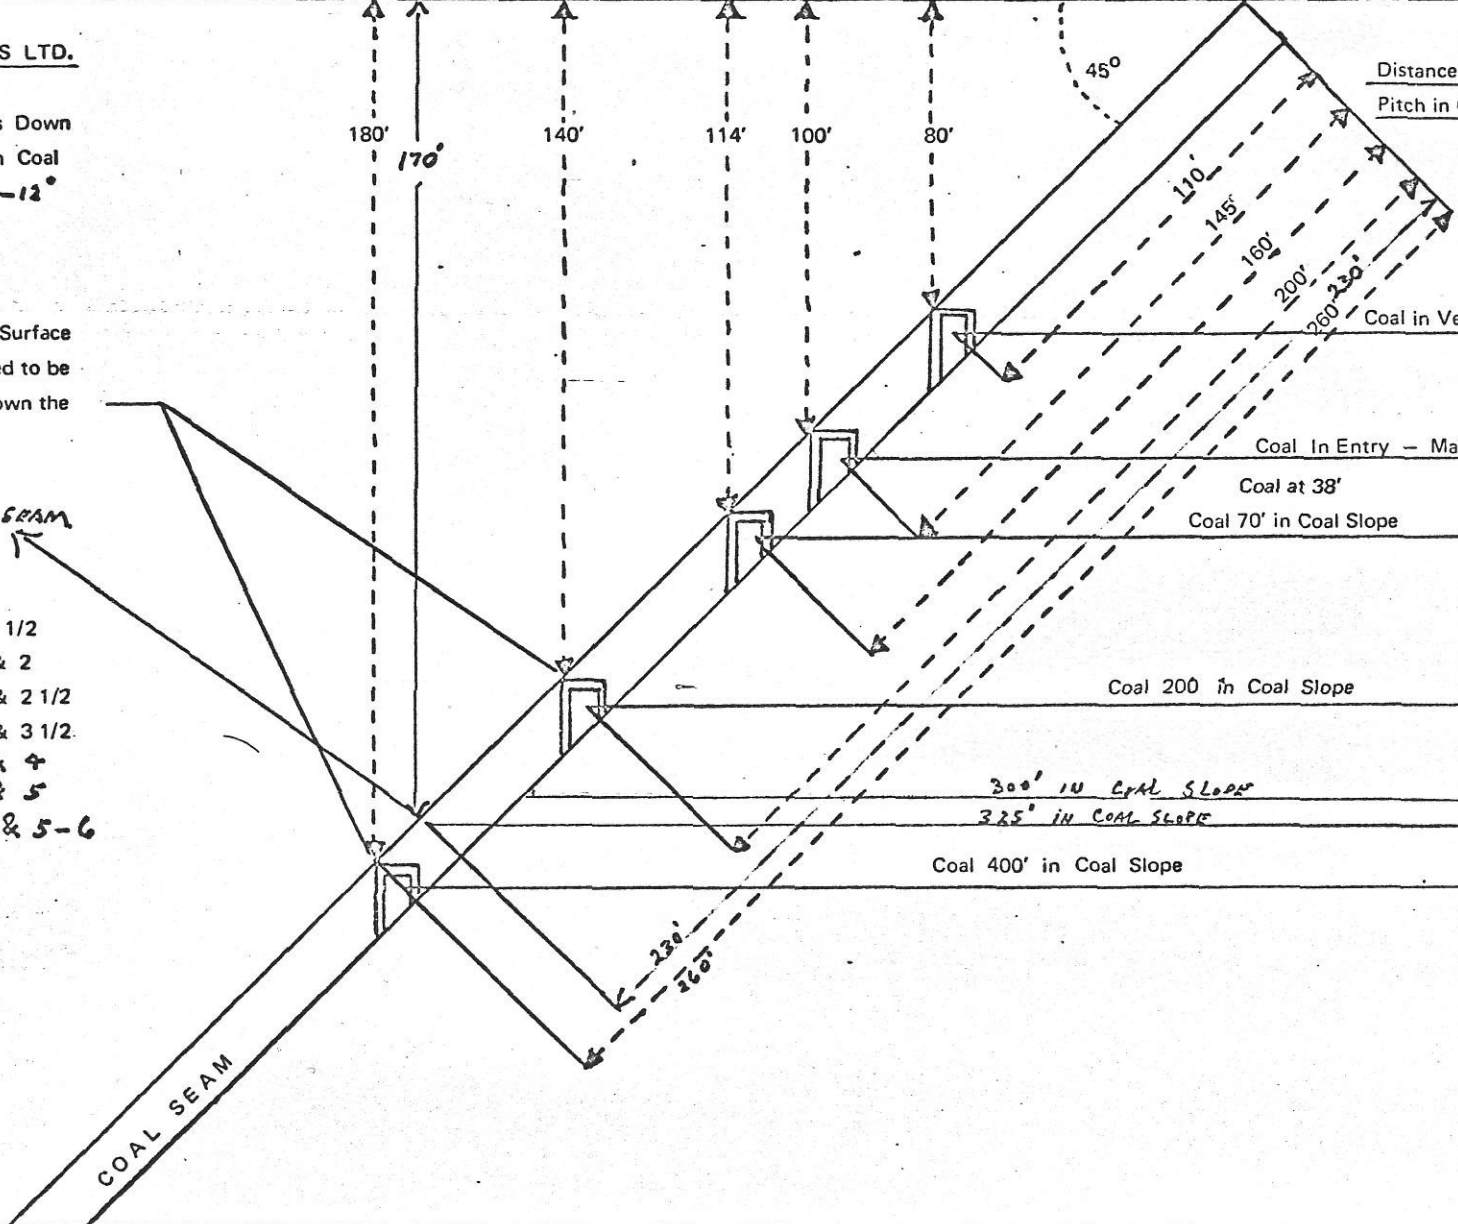 S LTD.
s Down
n Coal
-12°
Surface
ed to be
own the
SEAM
1/2
& 2
& 2 1/2
& 3 1/2
& 4
& 5
& 5-6
180'
170'
140'
114'
100'
80'
45°
Distance
Pitch in
110'
145'
160'
200'
230'
260'
Coal in Ve
Coal In Entry – Ma
Coal at 38'
Coal 70' in Coal Slope
Coal 200 in Coal Slope
300' IN COAL SLOPE
325' IN COAL SLOPE
Coal 400' in Coal Slope
230'
260'
COAL SEAM